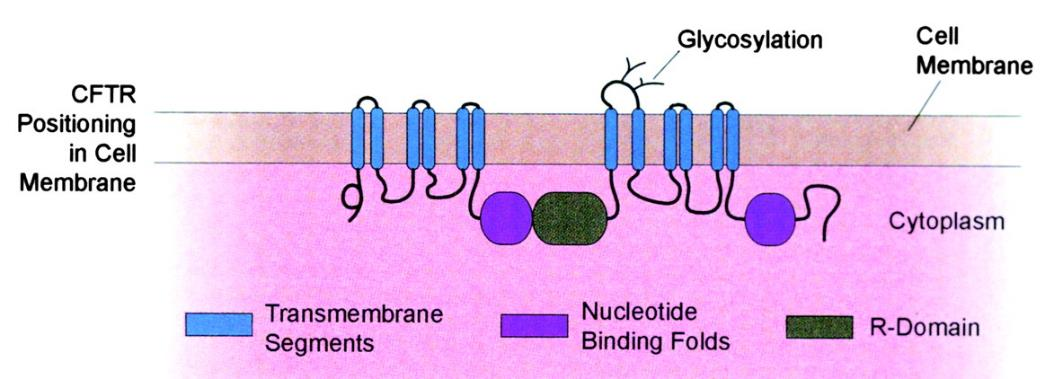 Glycosylation
Cell
Membrane
CFTR
Positioning
in Cell
Membrane
Cytoplasm
Transmembrane
Segments
Nucleotide
Binding Folds
R-Domain